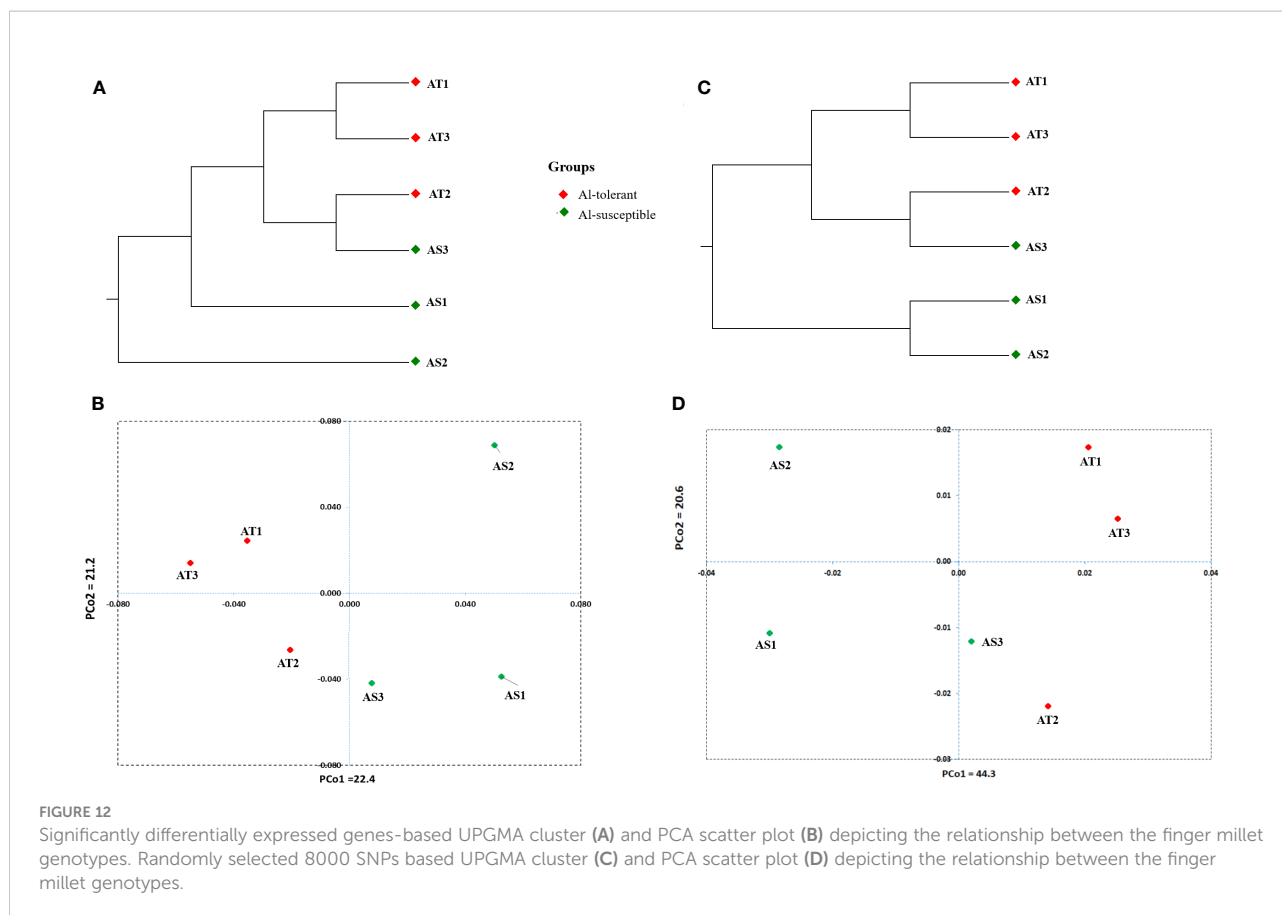 A
AT1
AT3
AT2
AS3
AS1
AS2
Groups
Al-tolerant
Al-susceptible
C
AT1
AT3
AT2
AS3
AS1
AS2
B
0.080
0.040
0.000
-0.040
-0.080
-0.080
-0.040
0.000
0.040
0.080
AS2
AT1
AT3
AT2
AS3
AS1
PCo2 = 21.2
PCo1 =22.4
D
0.02
0.01
0.00
-0.01
-0.02
-0.03
-0.04
-0.02
0.00
0.02
0.04
AS2
AT1
AT3
AS1
AS3
AT2
PCo2 = 20.6
PCo1 = 44.3
FIGURE 12
Significantly differentially expressed genes-based UPGMA cluster (A) and PCA scatter plot (B) depicting the relationship between the finger millet
genotypes. Randomly selected 8000 SNPs based UPGMA cluster (C) and PCA scatter plot (D) depicting the relationship between the finger
millet genotypes.